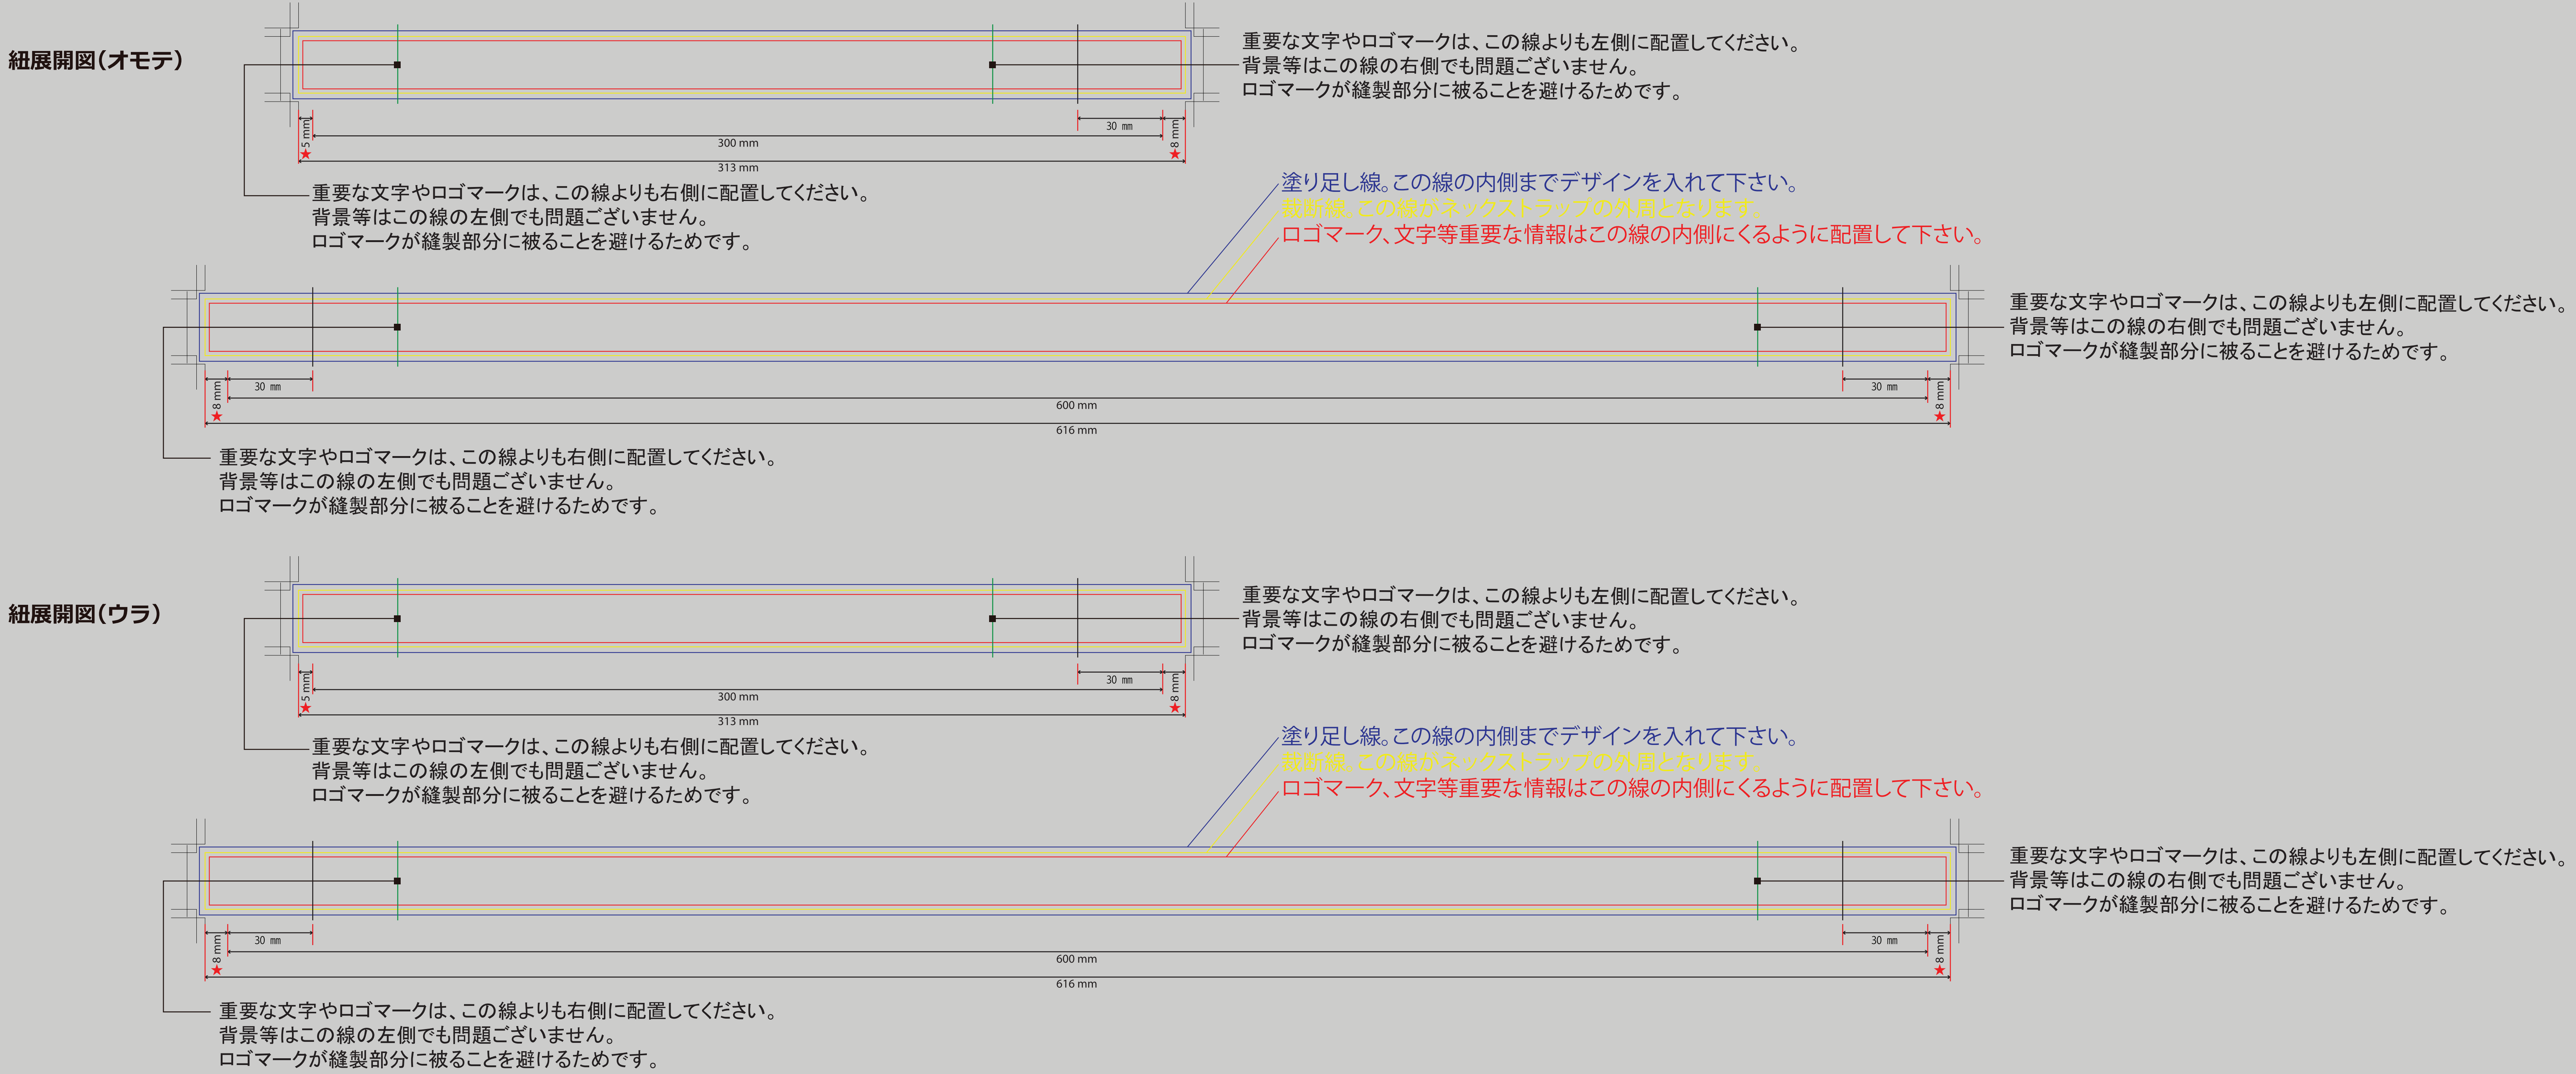 紐展開図(オモテ)
重要な文字やロゴマークは、この線よりも左側に配置してください。
背景等はこの線の右側でも問題ございません。
ロゴマークが縫製部分に被ることを避けるためです。
★5 mm
30 mm
★8 mm
300 mm
313 mm
重要な文字やロゴマークは、この線よりも右側に配置してください。
背景等はこの線の左側でも問題ございません。
ロゴマークが縫製部分に被ることを避けるためです。
塗り足し線。この線の内側までデザインを入れて下さい。
裁断線。この線がネックストラップの外周となります。
ロゴマーク、文字等重要な情報はこの線の内側にくるように配置して下さい。
重要な文字やロゴマークは、この線よりも左側に配置してください。
背景等はこの線の右側でも問題ございません。
ロゴマークが縫製部分に被ることを避けるためです。
★8 mm
30 mm
30 mm
★8 mm
600 mm
616 mm
重要な文字やロゴマークは、この線よりも右側に配置してください。
背景等はこの線の左側でも問題ございません。
ロゴマークが縫製部分に被ることを避けるためです。
紐展開図(ウラ)
重要な文字やロゴマークは、この線よりも左側に配置してください。
背景等はこの線の右側でも問題ございません。
ロゴマークが縫製部分に被ることを避けるためです。
★5 mm
30 mm
★8 mm
300 mm
313 mm
重要な文字やロゴマークは、この線よりも右側に配置してください。
背景等はこの線の左側でも問題ございません。
ロゴマークが縫製部分に被ることを避けるためです。
塗り足し線。この線の内側までデザインを入れて下さい。
裁断線。この線がネックストラップの外周となります。
ロゴマーク、文字等重要な情報はこの線の内側にくるように配置して下さい。
重要な文字やロゴマークは、この線よりも左側に配置してください。
背景等はこの線の右側でも問題ございません。
ロゴマークが縫製部分に被ることを避けるためです。
★8 mm
30 mm
30 mm
★8 mm
600 mm
616 mm
重要な文字やロゴマークは、この線よりも右側に配置してください。
背景等はこの線の左側でも問題ございません。
ロゴマークが縫製部分に被ることを避けるためです。